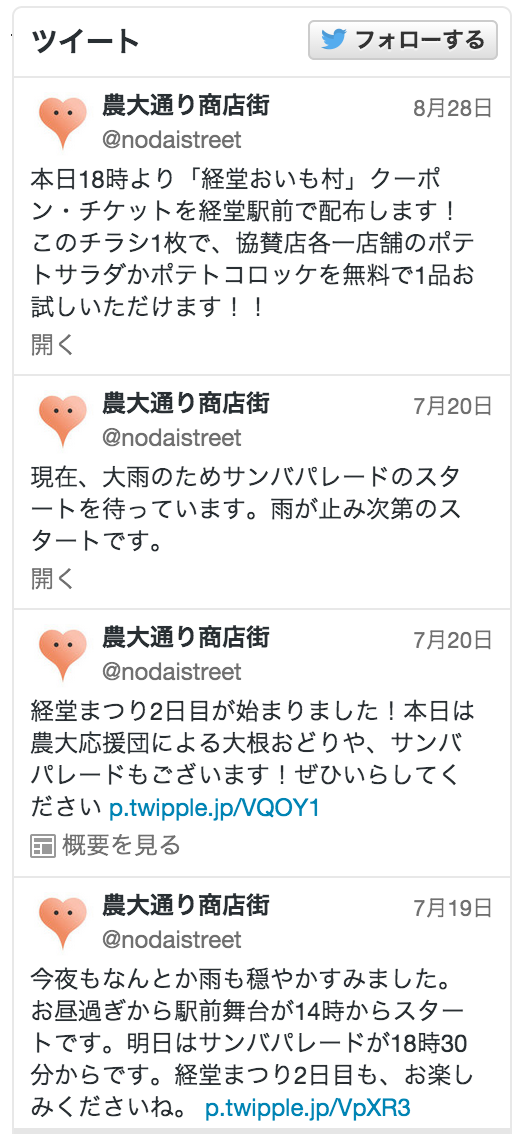 ツイート
フォローする
農大通り商店街
8月28日
@nodaistreet
本日18時より「経堂おいも村」クーポ
ン・チケットを経堂駅前で配布します！
このチラシ1枚で、協賛店各一店舗のポテ
トサラダかポテトコロッケを無料で1品お
試しいただけます！！
開く
農大通り商店街
7月20日
@nodaistreet
現在、大雨のためサンバパレードのスタ
ートを待っています。雨が止み次第のス
タートです。
開く
農大通り商店街
7月20日
@nodaistreet
経堂まつり2日目が始まりました！本日は
農大応援団による大根おどりや、サンバ
パレードもございます！ぜひいらしてく
ださい p.twipple.jp/VQOY1
概要を見る
農大通り商店街
7月19日
@nodaistreet
今夜もなんとか雨も穏やかすみました。
お昼過ぎから駅前舞台が14時からスター
トです。明日はサンバパレードが18時30
分からです。経堂まつり2日目も、お楽し
みくださいね。 p.twipple.jp/VpXR3